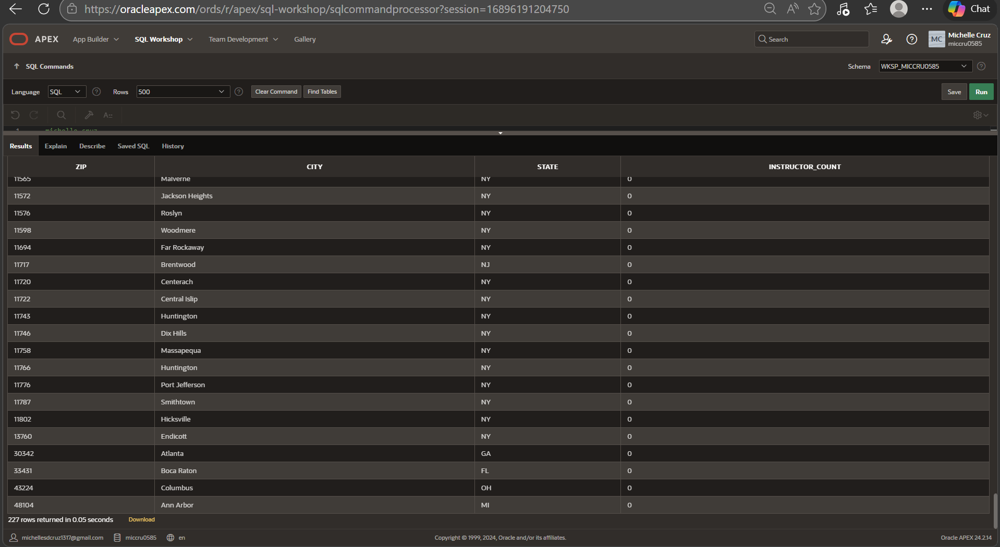 https://oracleapex.com/ords/r/apex/sql-workshop/sqlcommandprocessor?session=16896191204750
Chat
APEX App Builder SQL Workshop Team Development Gallery Search MC Michelle Cruz
miccru0585
SQL Commands Schema WKSP_MICCRU0585
Language SQL Rows 500 Clear Command Find Tables Save Run
Results Explain Describe Saved SQL History
ZIP CITY STATE INSTRUCTOR_COUNT
11565 Malverne NY 0
11572 Jackson Heights NY 0
11576 Roslyn NY 0
11598 Woodmere NY 0
11694 Far Rockaway NY 0
11717 Brentwood NJ 0
11720 Centerach NY 0
11722 Central Islip NY 0
11743 Huntington NY 0
11746 Dix Hills NY 0
11758 Massapequa NY 0
11766 Huntington NY 0
11776 Port Jefferson NY 0
11787 Smithtown NY 0
11802 Hicksville NY 0
13760 Endicott NY 0
30342 Atlanta GA 0
33431 Boca Raton FL 0
43224 Columbus OH 0
48104 Ann Arbor MI 0
227 rows returned in 0.05 seconds Download
michellesdcruz1317@gmail.com miccru0585 en Copyright © 1999, 2024, Oracle and/or its affiliates. Oracle APEX 24.2.14